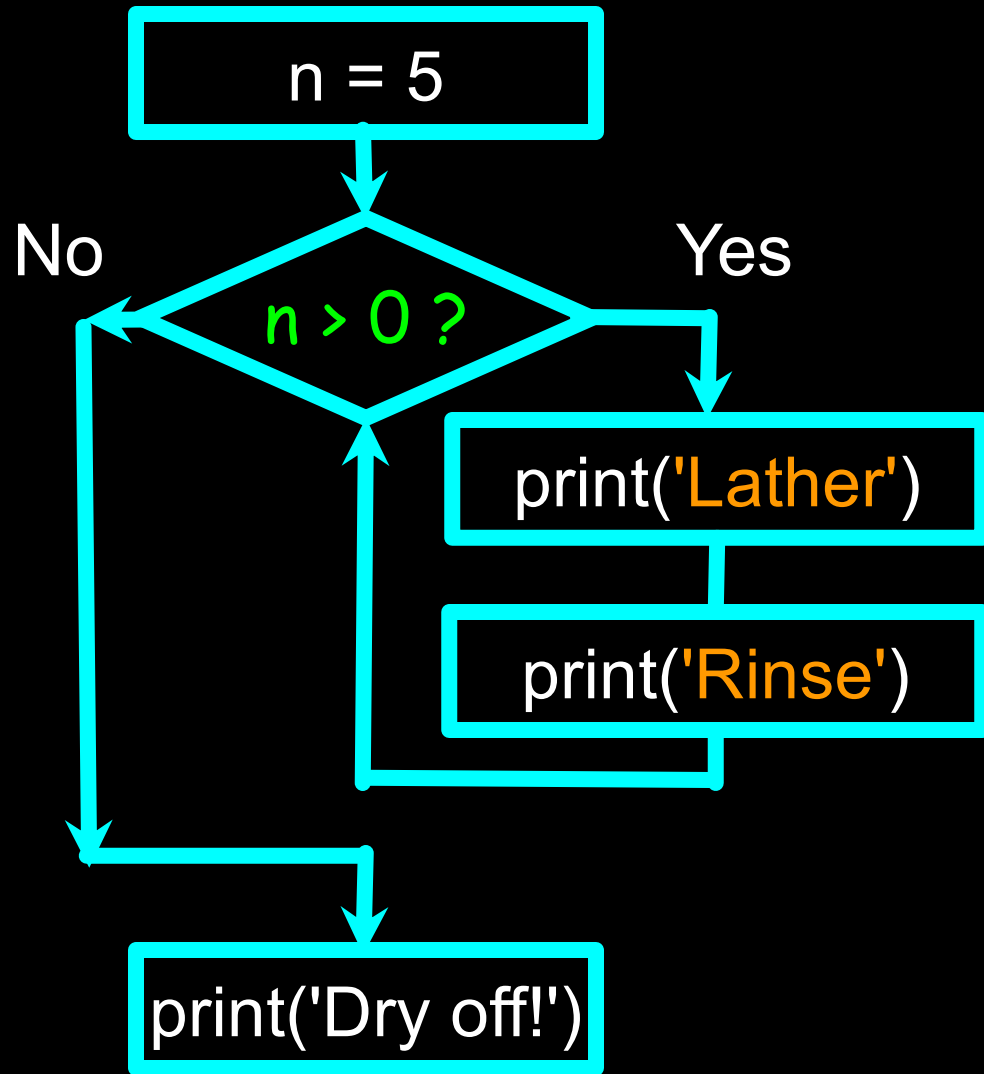 n = 5
No
Yes
n > 0 ?
print('Lather')
print('Rinse')
print('Dry off!')